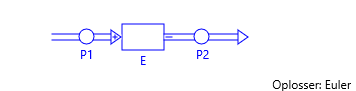 +
−
P1
P2
E
Oplosser: Euler